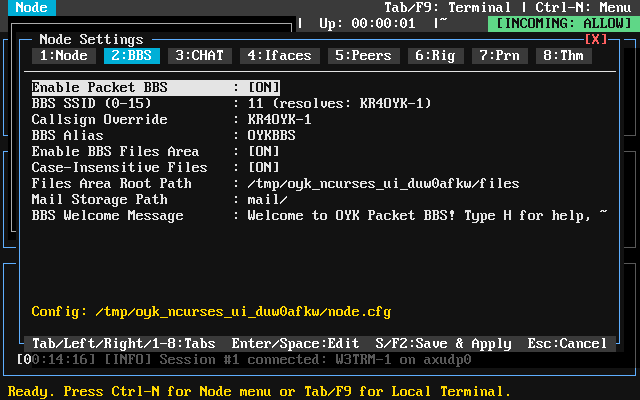 Node Tab/F9: Terminal | Ctrl-N: Menu
| Up: 00:00:01 |~ [INCOMING: ALLOW]
Node Settings [X]
1:Node 2:BBS 3:CHAT 4:Ifaces 5:Peers 6:Rig 7:Prn 8:Thm
Enable Packet BBS : [ON]
BBS SSID (0-15) : 11 (resolves: KR4OYK-1)
Callsign Override : KR4OYK-1
BBS Alias : OYKBBS
Enable BBS Files Area : [ON]
Case-Insensitive Files : [ON]
Files Area Root Path : /tmp/oyk_ncurses_ui_duw0afkw/files
Mail Storage Path : mail/
BBS Welcome Message : Welcome to OYK Packet BBS! Type H for help, ~
Config: /tmp/oyk_ncurses_ui_duw0afkw/node.cfg
Tab/Left/Right/1-8:Tabs Enter/Space:Edit S/F2:Save & Apply Esc:Cancel
[00:14:16] [INFO] Session #1 connected: W3TRM-1 on axudp0
Ready. Press Ctrl-N for Node menu or Tab/F9 for Local Terminal.